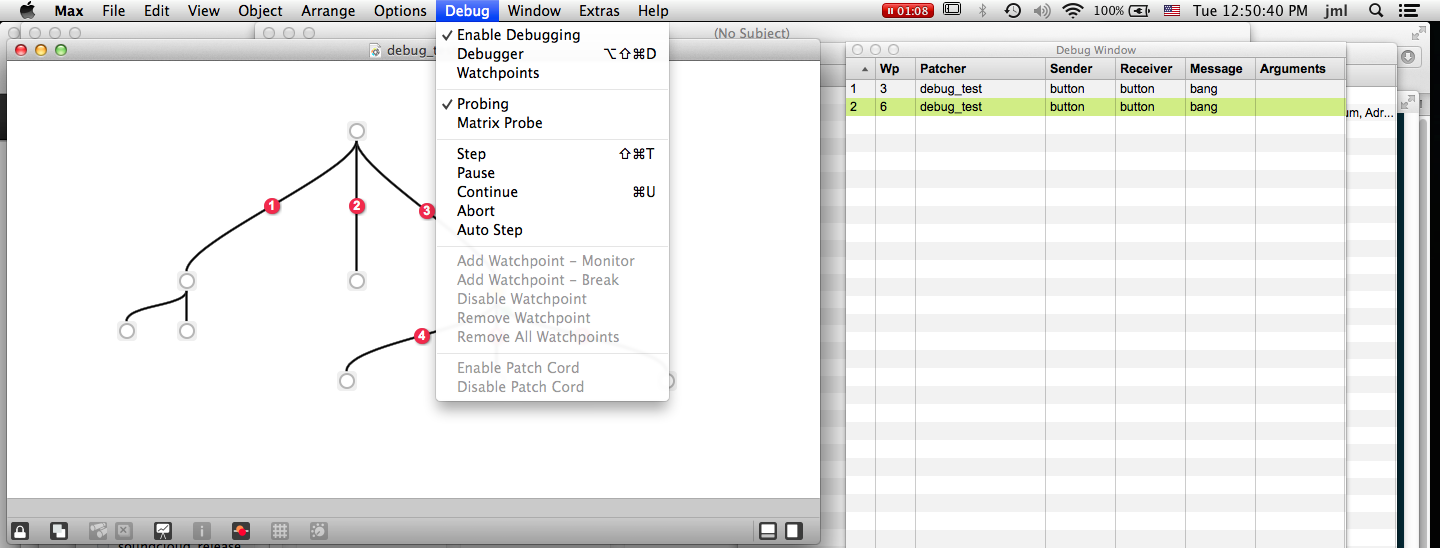 Max File Edit View Object Arrange Options Debug Window Extras Help 01:08 100% Tue 12:50:40 PM jml
(No Subject)
debug_t
Enable Debugging
Debugger ⌥⇧⌘D
Watchpoints
Probing
Matrix Probe
Step ⇧⌘T
Pause
Continue ⌘U
Abort
Auto Step
Add Watchpoint – Monitor
Add Watchpoint – Break
Disable Watchpoint
Remove Watchpoint
Remove All Watchpoints
Enable Patch Cord
Disable Patch Cord
1 2 3
4
Debug Window
Wp Patcher Sender Receiver Message Arguments
1 3 debug_test button button bang
2 6 debug_test button button bang
um, Adr...
soundcloud_release